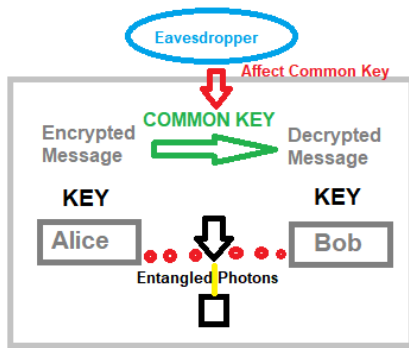 Eavesdropper
Affect Common Key
COMMON KEY
Encrypted
Message
Decrypted
Message
KEY
KEY
Alice
Bob
Entangled Photons